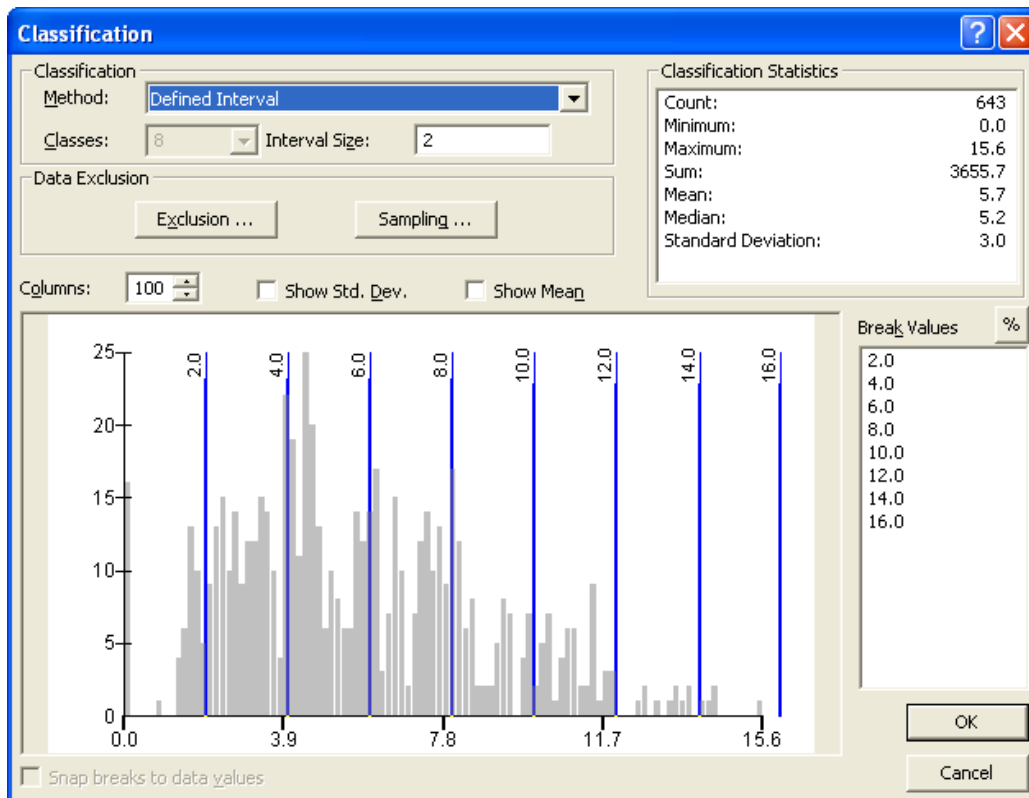 Classification
Classification
Method: Defined Interval
Classes: 8 Interval Size: 2
Data Exclusion
Exclusion ... Sampling ...
Classification Statistics
Count: 643
Minimum: 0.0
Maximum: 15.6
Sum: 3655.7
Mean: 5.7
Median: 5.2
Standard Deviation: 3.0
Columns: 100 Show Std. Dev. Show Mean
Break Values %
2.0
4.0
6.0
8.0
10.0
12.0
14.0
16.0
2.0 4.0 6.0 8.0 10.0 12.0 14.0 16.0
25
20
15
10
5
0
0.0 3.9 7.8 11.7 15.6
Snap breaks to data values
OK
Cancel